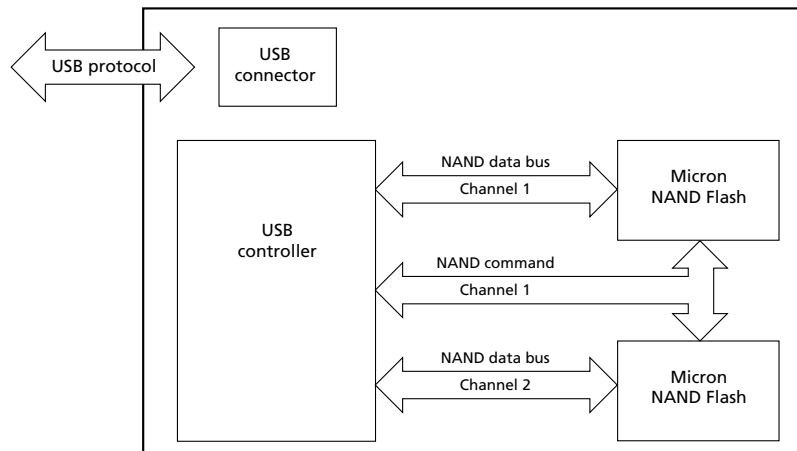 USB protocol
USB
connector
USB
controller
NAND data bus
Channel 1
Micron
NAND Flash
NAND command
Channel 1
NAND data bus
Channel 2
Micron
NAND Flash